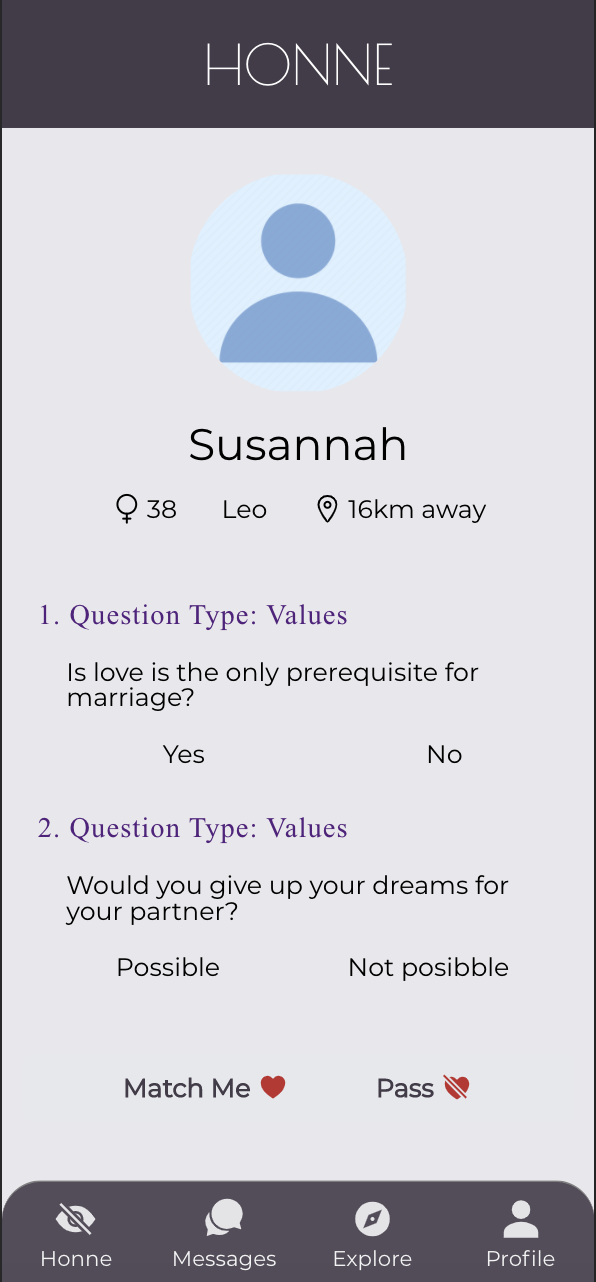 HONNE
Susannah
38 Leo 16km away
1. Question Type: Values
Is love is the only prerequisite for
marriage?
Yes No
2. Question Type: Values
Would you give up your dreams for
your partner?
Possible Not posibble
Match Me Pass
Honne Messages Explore Profile